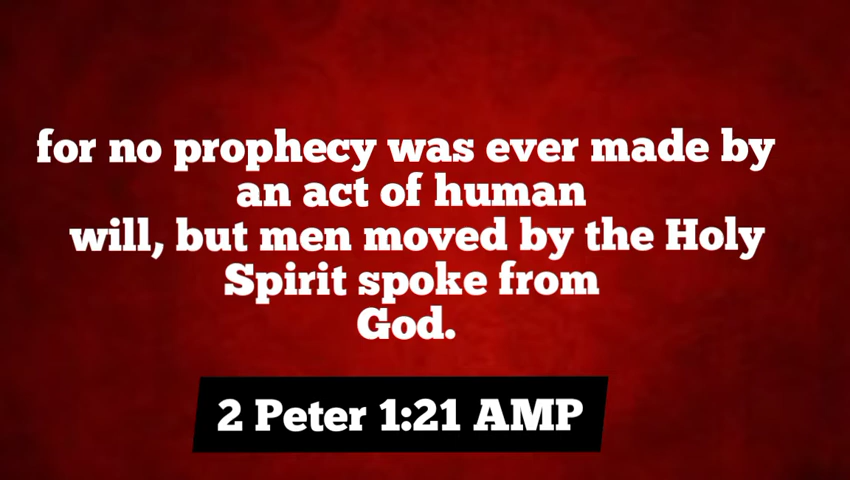 for no prophecy was ever made by
an act of human
will, but men moved by the Holy
Spirit spoke from
God.
2 Peter 1:21 AMP